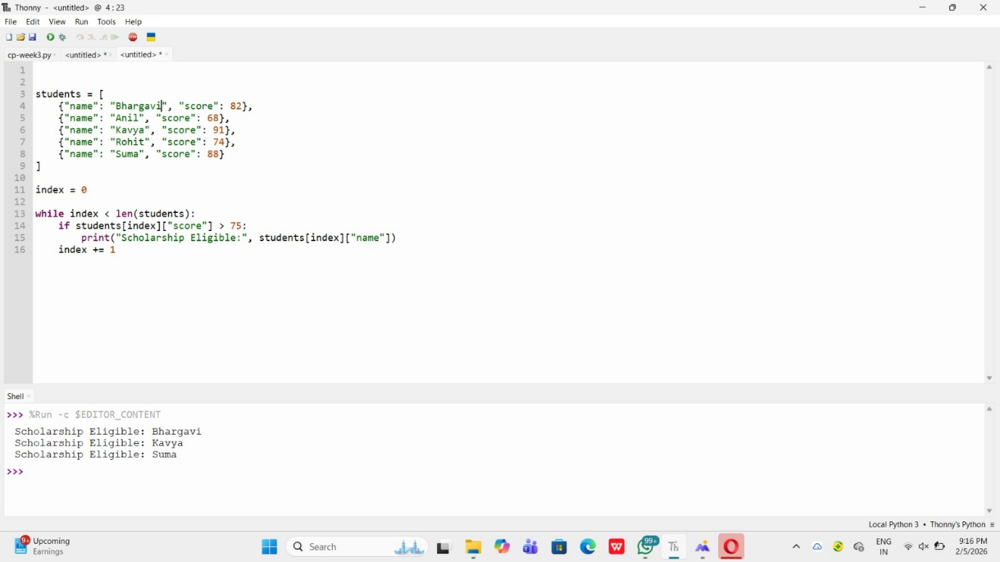 Thonny - <untitled> @ 4:23
File Edit View Run Tools Help
STOP
cp-week3.py <untitled> * <untitled> *
1
2
3 students = [
4     {"name": "Bhargavi", "score": 82},
5     {"name": "Anil", "score": 68},
6     {"name": "Kavya", "score": 91},
7     {"name": "Rohit", "score": 74},
8     {"name": "Suma", "score": 88}
9 ]
10
11 index = 0
12
13 while index < len(students):
14     if students[index]["score"] > 75:
15         print("Scholarship Eligible:", students[index]["name"])
16     index += 1
Shell
>>> %Run -c $EDITOR_CONTENT
Scholarship Eligible: Bhargavi
Scholarship Eligible: Kavya
Scholarship Eligible: Suma
>>>
Local Python 3 • Thonny's Python ≡
9+ Upcoming
Earnings
Search
99+
Th
ENG
IN
9:16 PM
2/5/2026